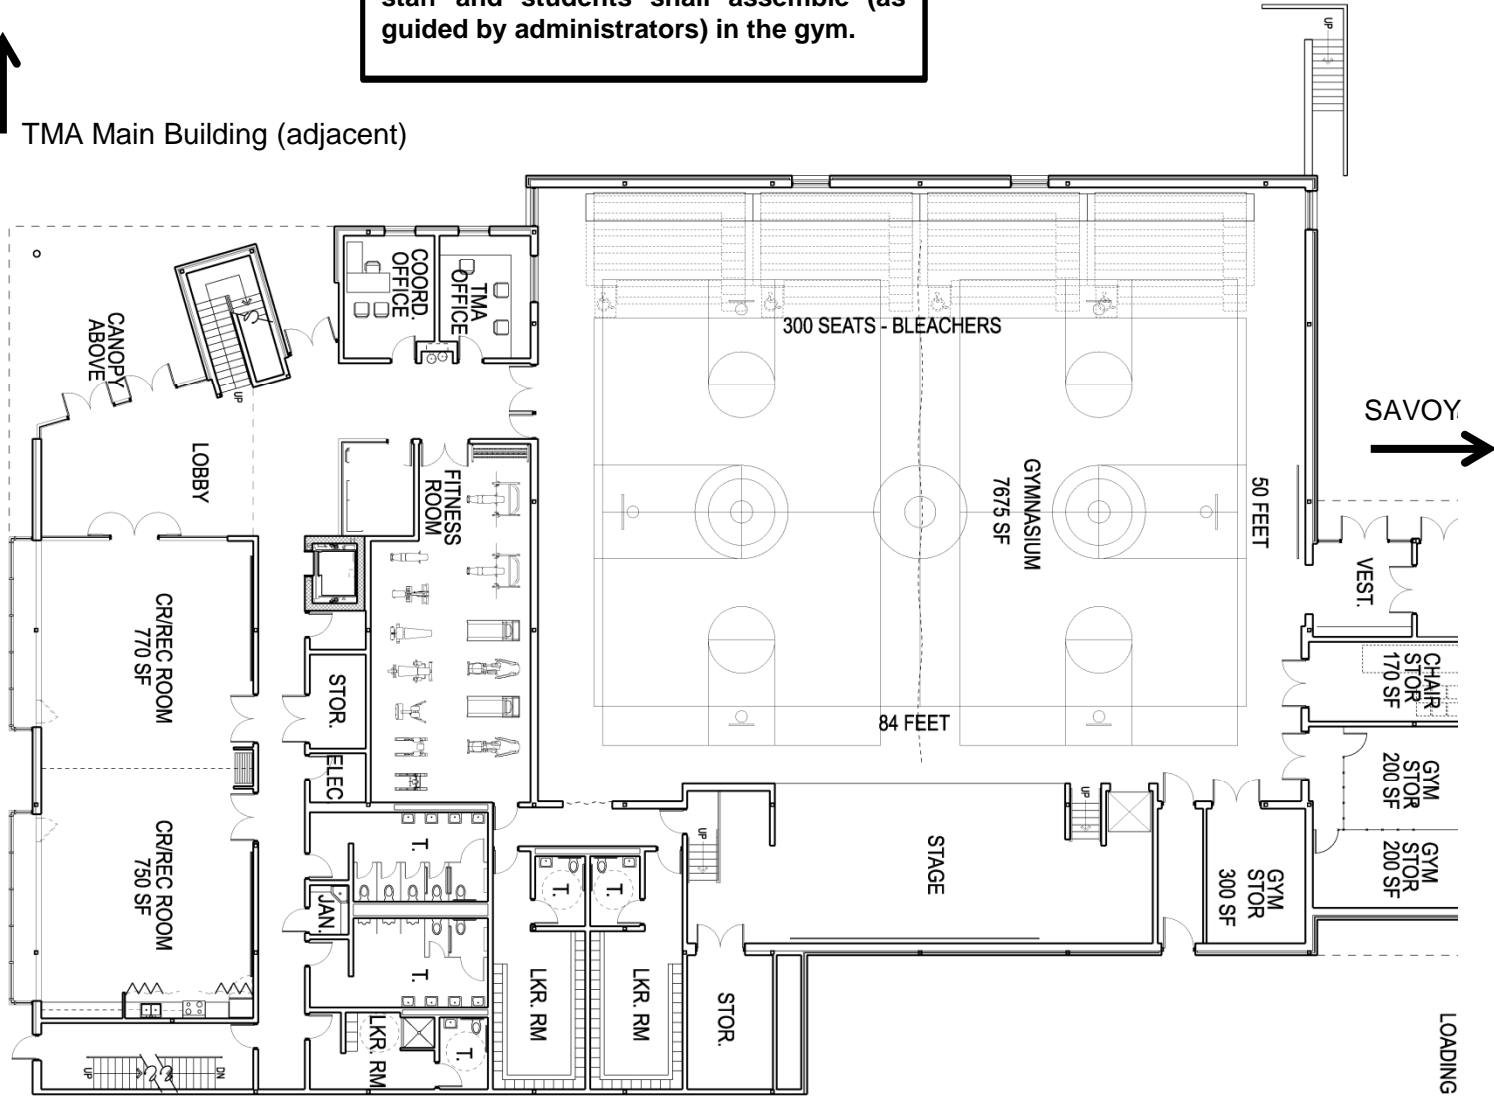 staff and students shall assemble (as
guided by administrators) in the gym.
TMA Main Building (adjacent)
UP
COORD.
OFFICE
TMA
OFFICE
CANOPY
ABOVE
UP
300 SEATS - BLEACHERS
SAVOY
LOBBY
FITNESS
ROOM
GYMNASIUM
7675 SF
50 FEET
VEST.
CR/REC ROOM
770 SF
STOR.
CHAIR
STOR
170 SF
84 FEET
ELEC
GYM
STOR
200 SF
UP
UP
T.
CR/REC ROOM
750 SF
STAGE
GYM
STOR
200 SF
GYM
STOR
300 SF
T.
T.
JAN.
T.
LKR. RM
LKR. RM
STOR.
LKR. RM
T.
UP
DN
LOADING